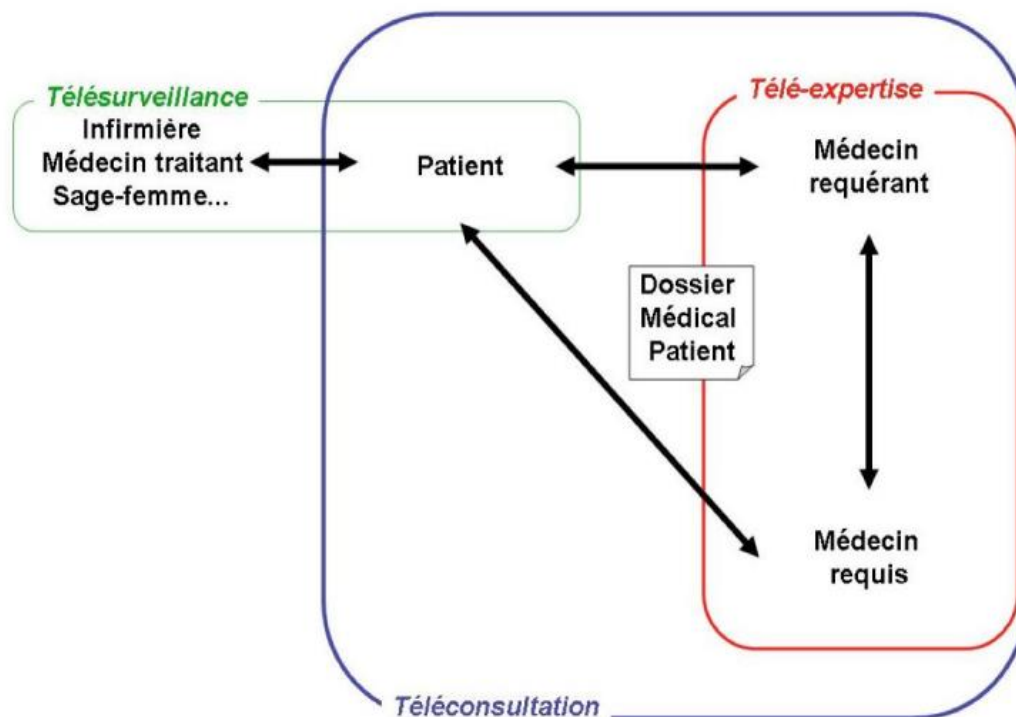 Télésurveillance
Infirmière
Médecin traitant
Sage-femme...
Patient
Télé-expertise
Médecin
requérant
Dossier
Médical
Patient
Médecin
requis
Téléconsultation